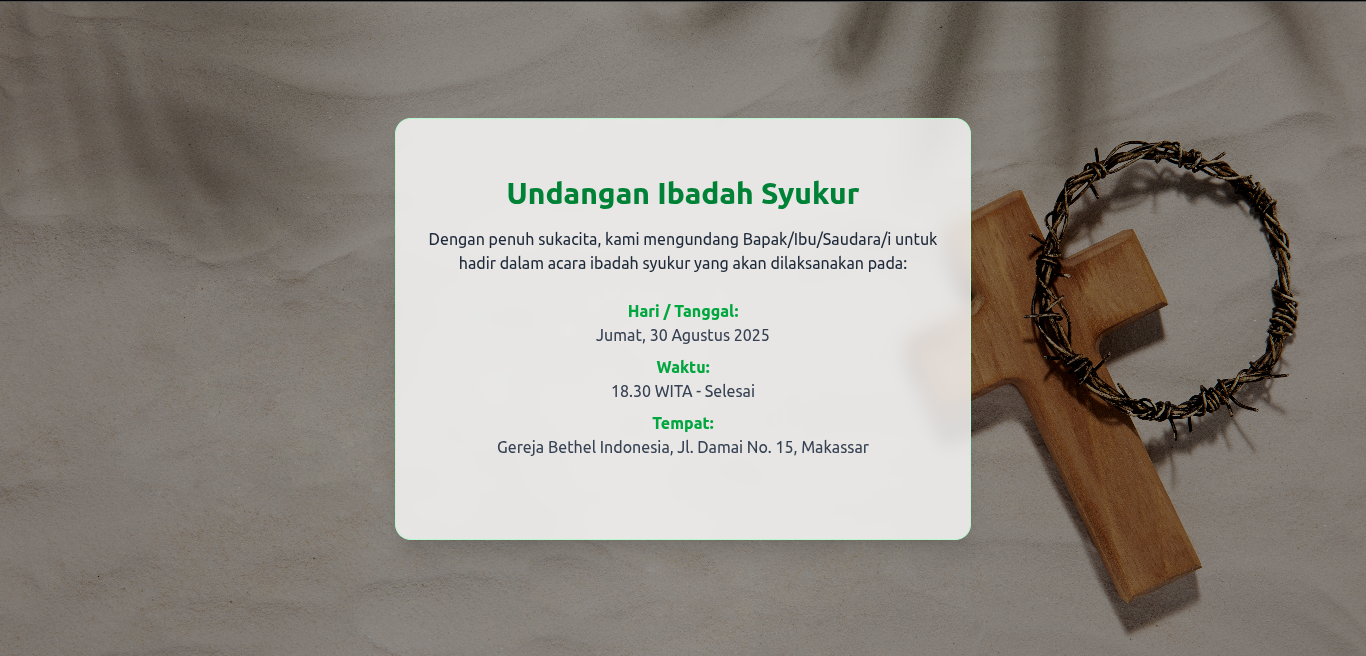 Undangan Ibadah Syukur
Dengan penuh sukacita, kami mengundang Bapak/Ibu/Saudara/i untuk
hadir dalam acara ibadah syukur yang akan dilaksanakan pada:
Hari / Tanggal:
Jumat, 30 Agustus 2025
Waktu:
18.30 WITA - Selesai
Tempat:
Gereja Bethel Indonesia, Jl. Damai No. 15, Makassar